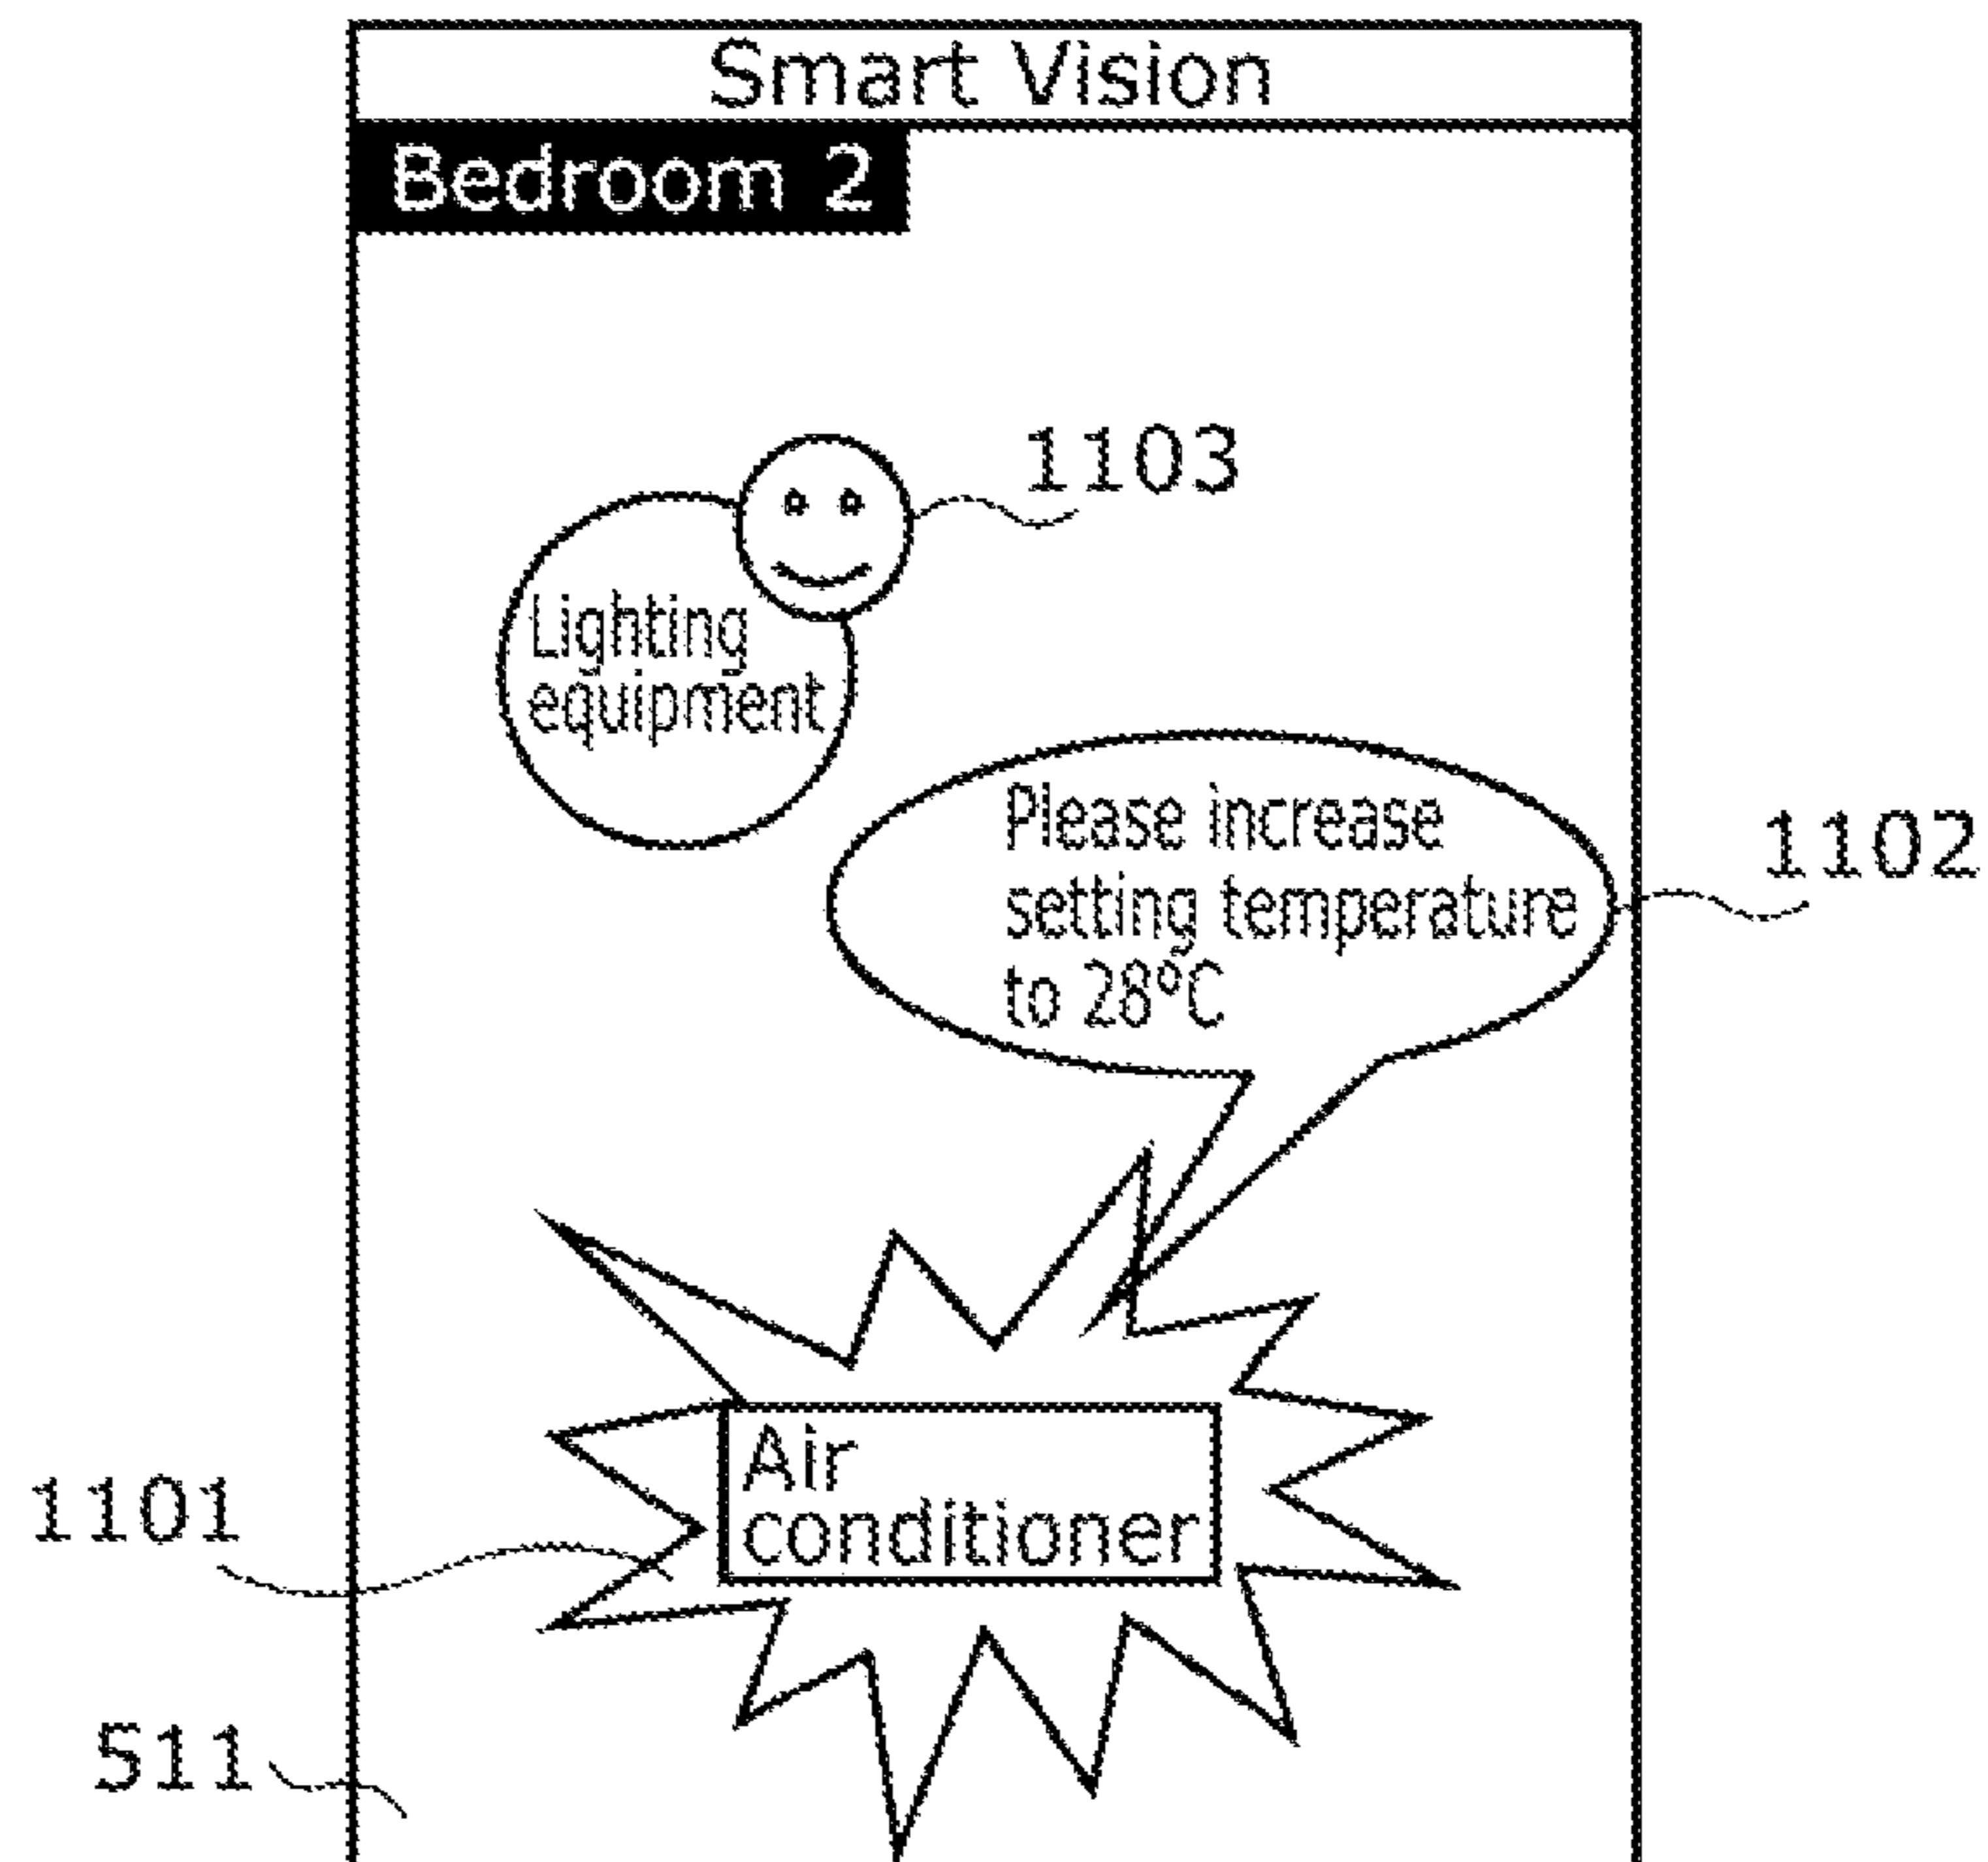 Smart Vision
Bedroom 2
1103
Lighting
equipment
Please increase
setting temperature
to 28°C
1102
Air
conditioner
1101
511